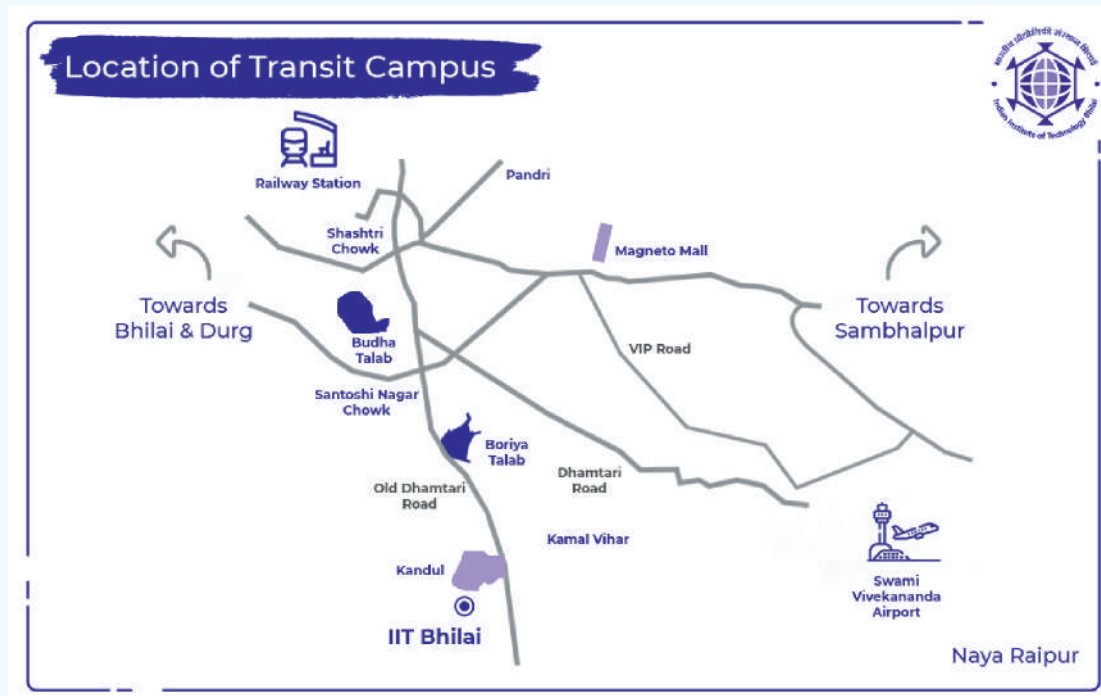 Location of Transit Campus
भारतीय प्रौद्योगिकी संस्थान भिलाई
Indian Institute of Technology Bhilai
Railway Station
Pandri
Shashtri
Chowk
Magneto Mall
Towards
Bhilai & Durg
Towards
Sambhalpur
Budha
Talab
VIP Road
Santoshi Nagar
Chowk
Boriya
Talab
Dhamtari
Road
Old Dhamtari
Road
Kamal Vihar
Kandul
Swami
Vivekananda
Airport
IIT Bhilai
Naya Raipur